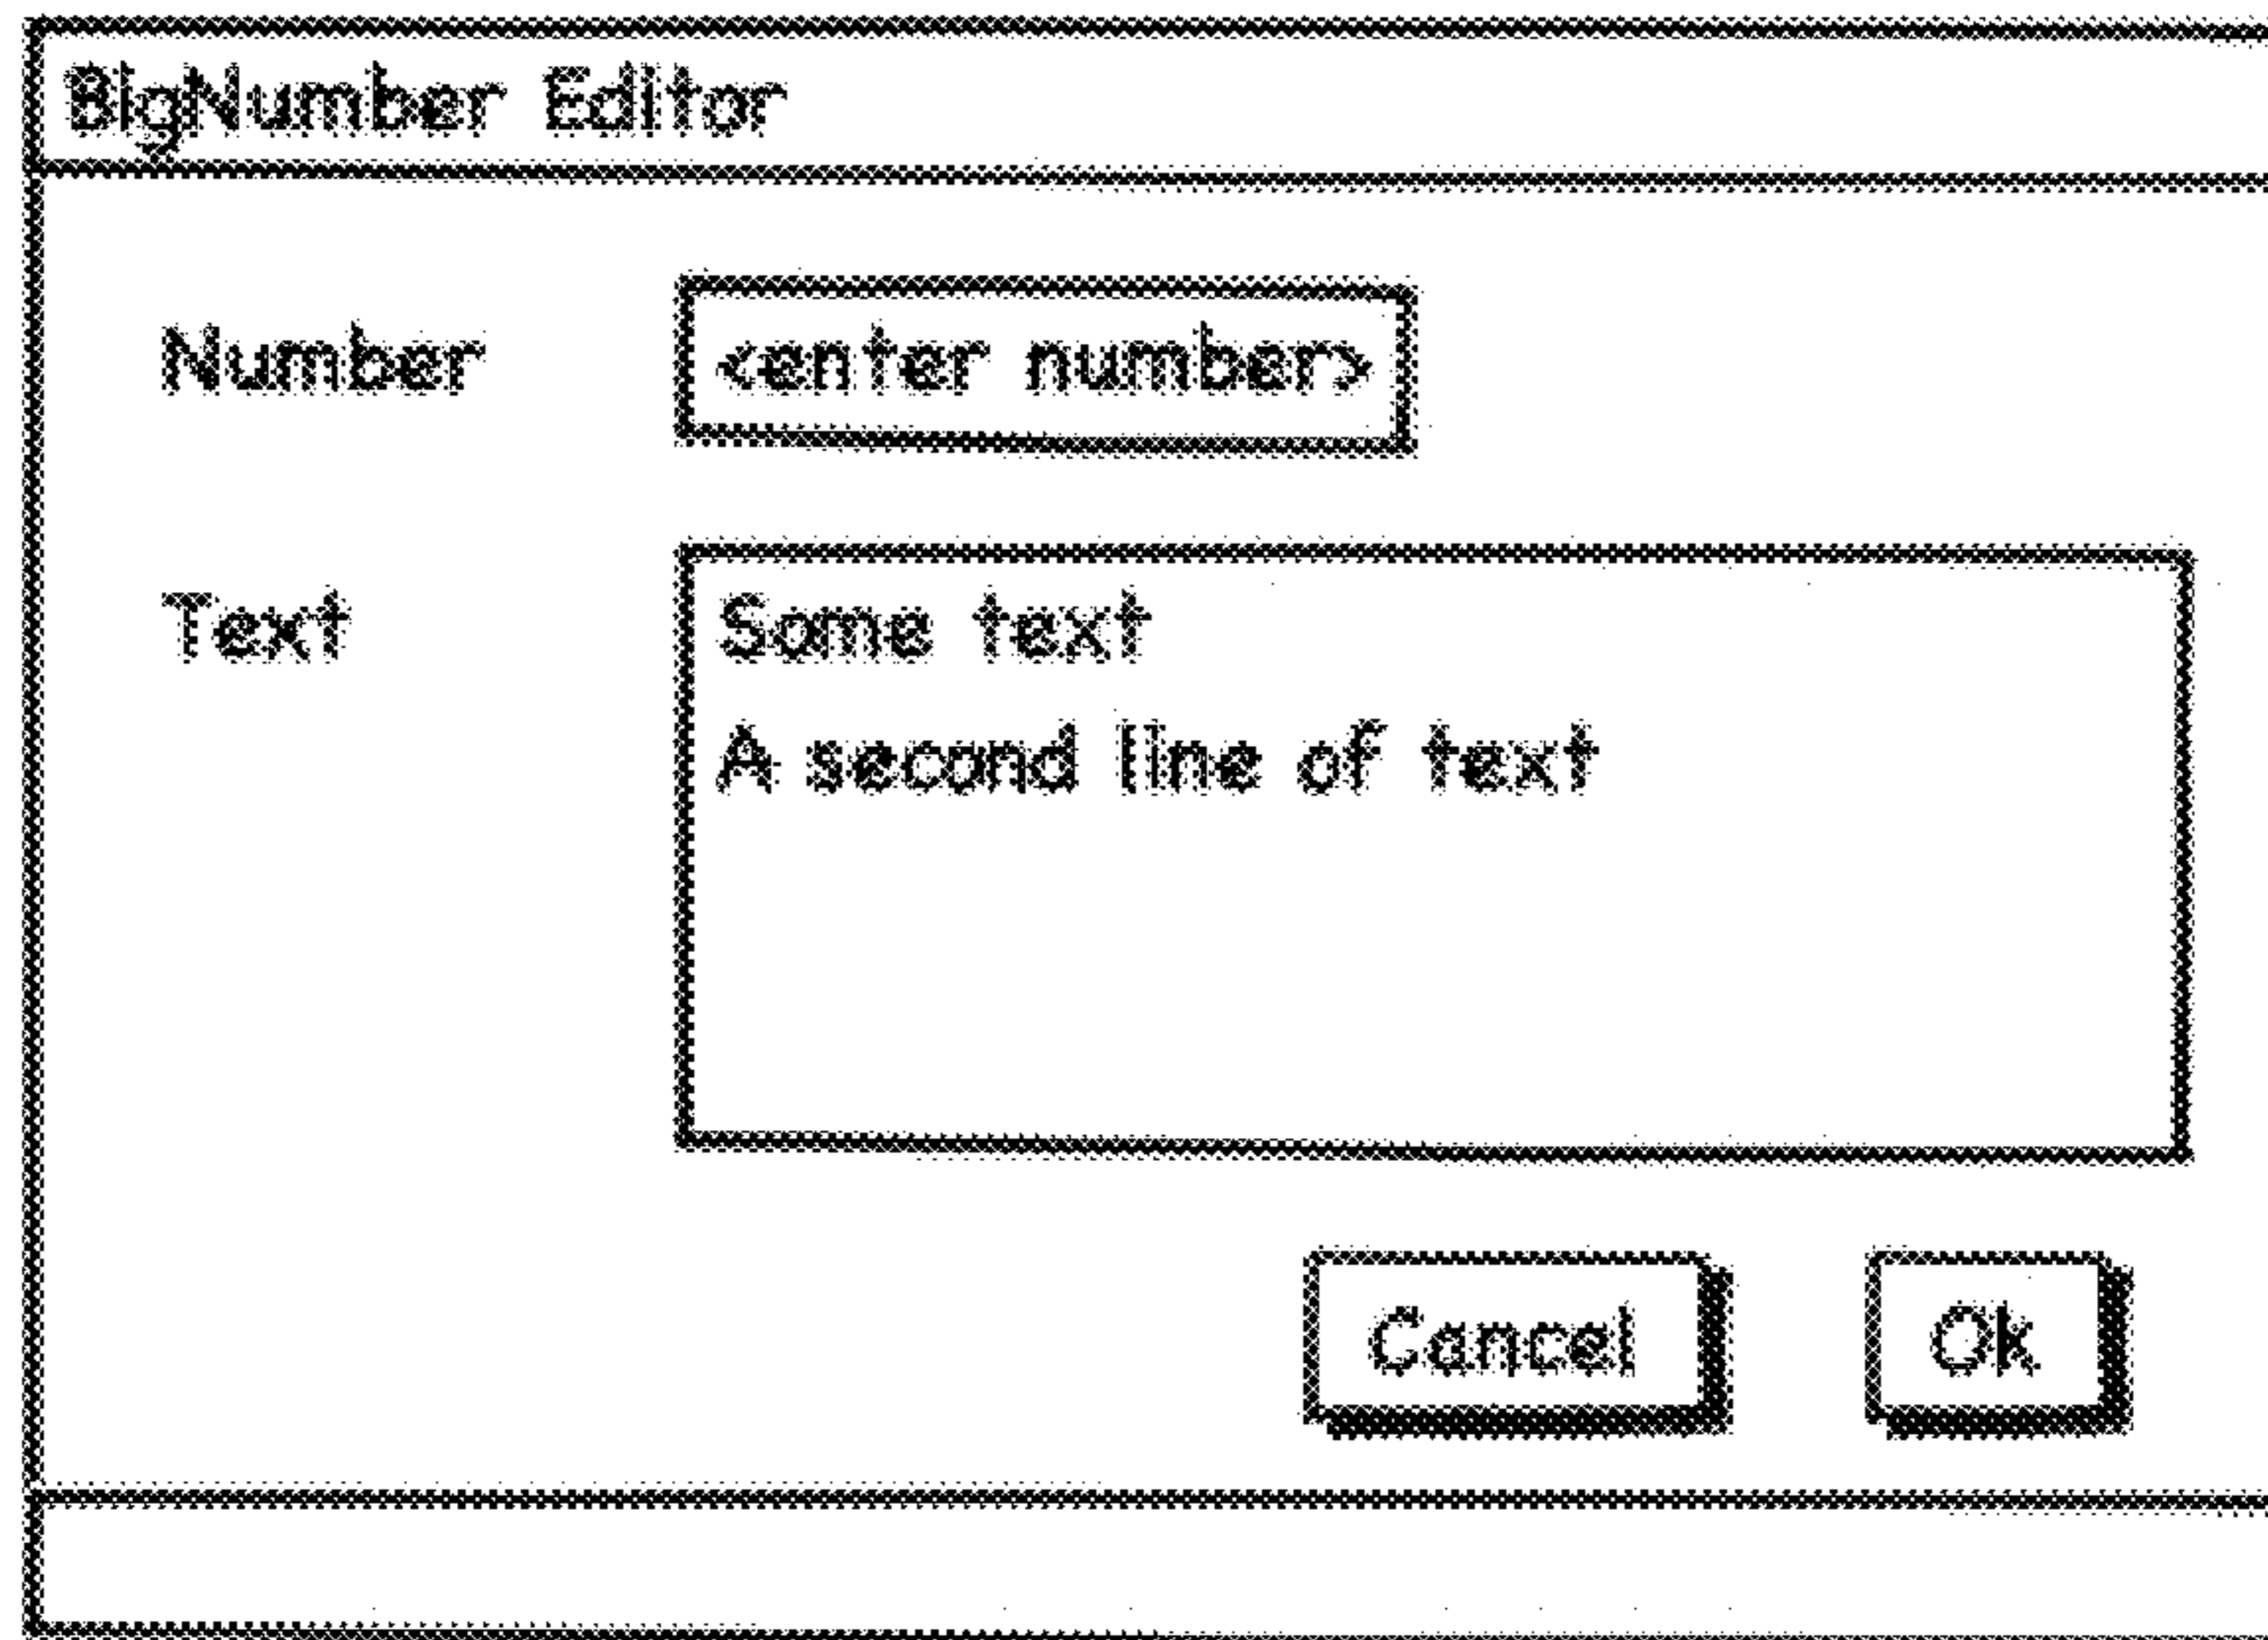 BigNumber Editor
Number <enter number>
Text Some text
A second line of text
Cancel Ok